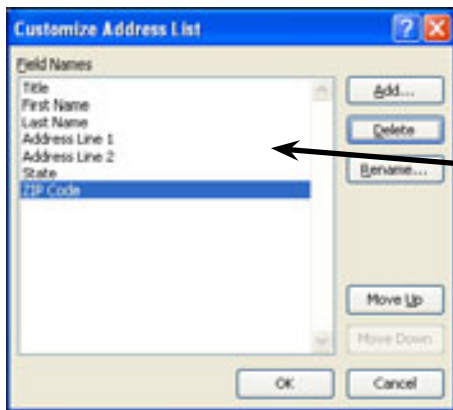 Customize Address List
Field Names
Title
First Name
Last Name
Address Line 1
Address Line 2
State
ZIP Code
Add...
Delete
Rename...
Move Up
Move Down
OK
Cancel